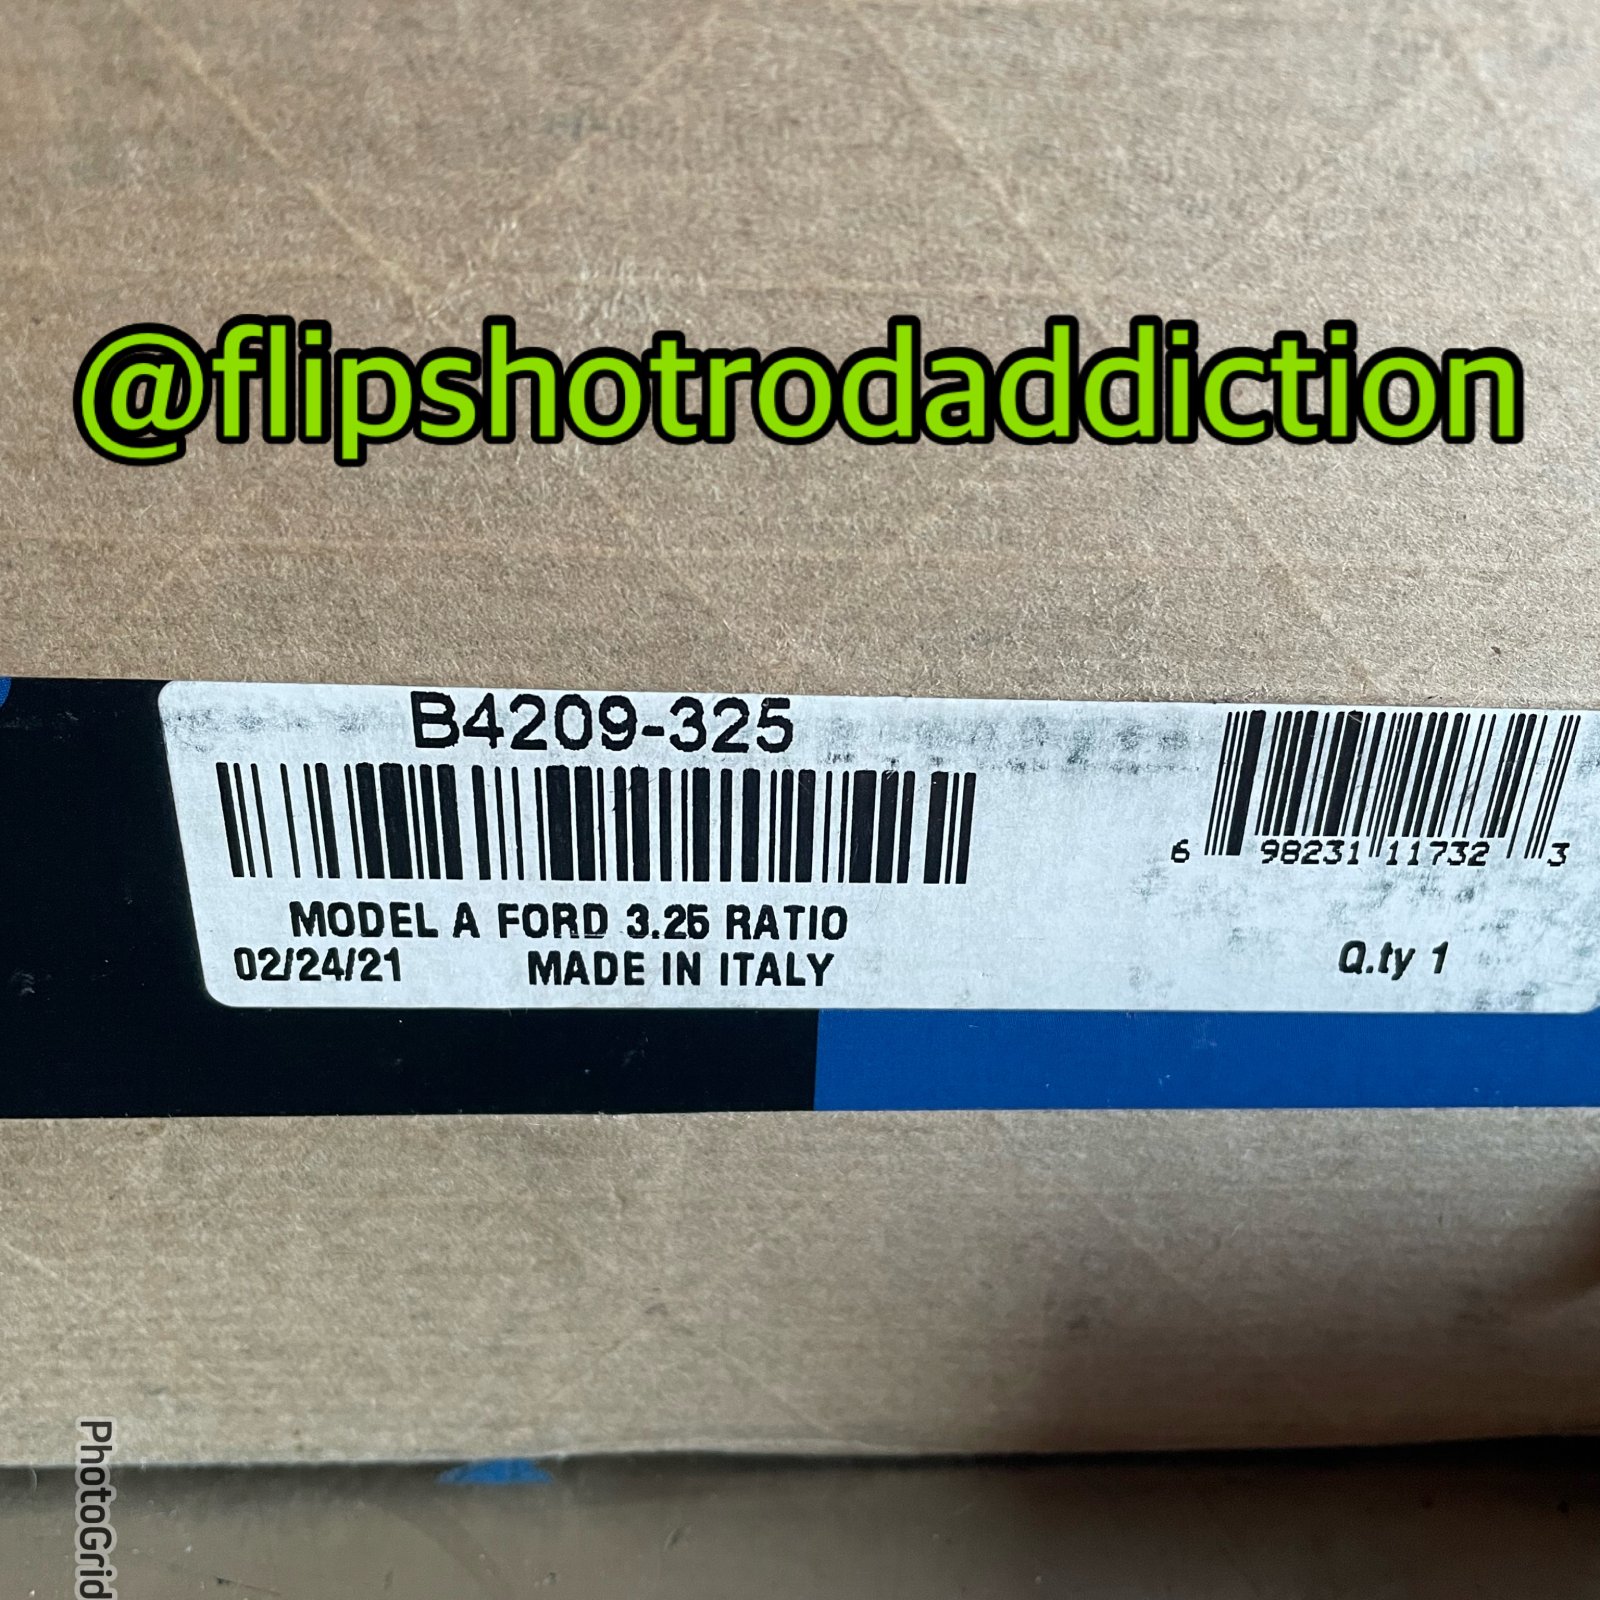 @flipshotrodaddiction
B4209-325
6 98231 11732 3
MODEL A FORD 3.25 RATIO
02/24/21 MADE IN ITALY
Q.ty 1
PhotoGrid